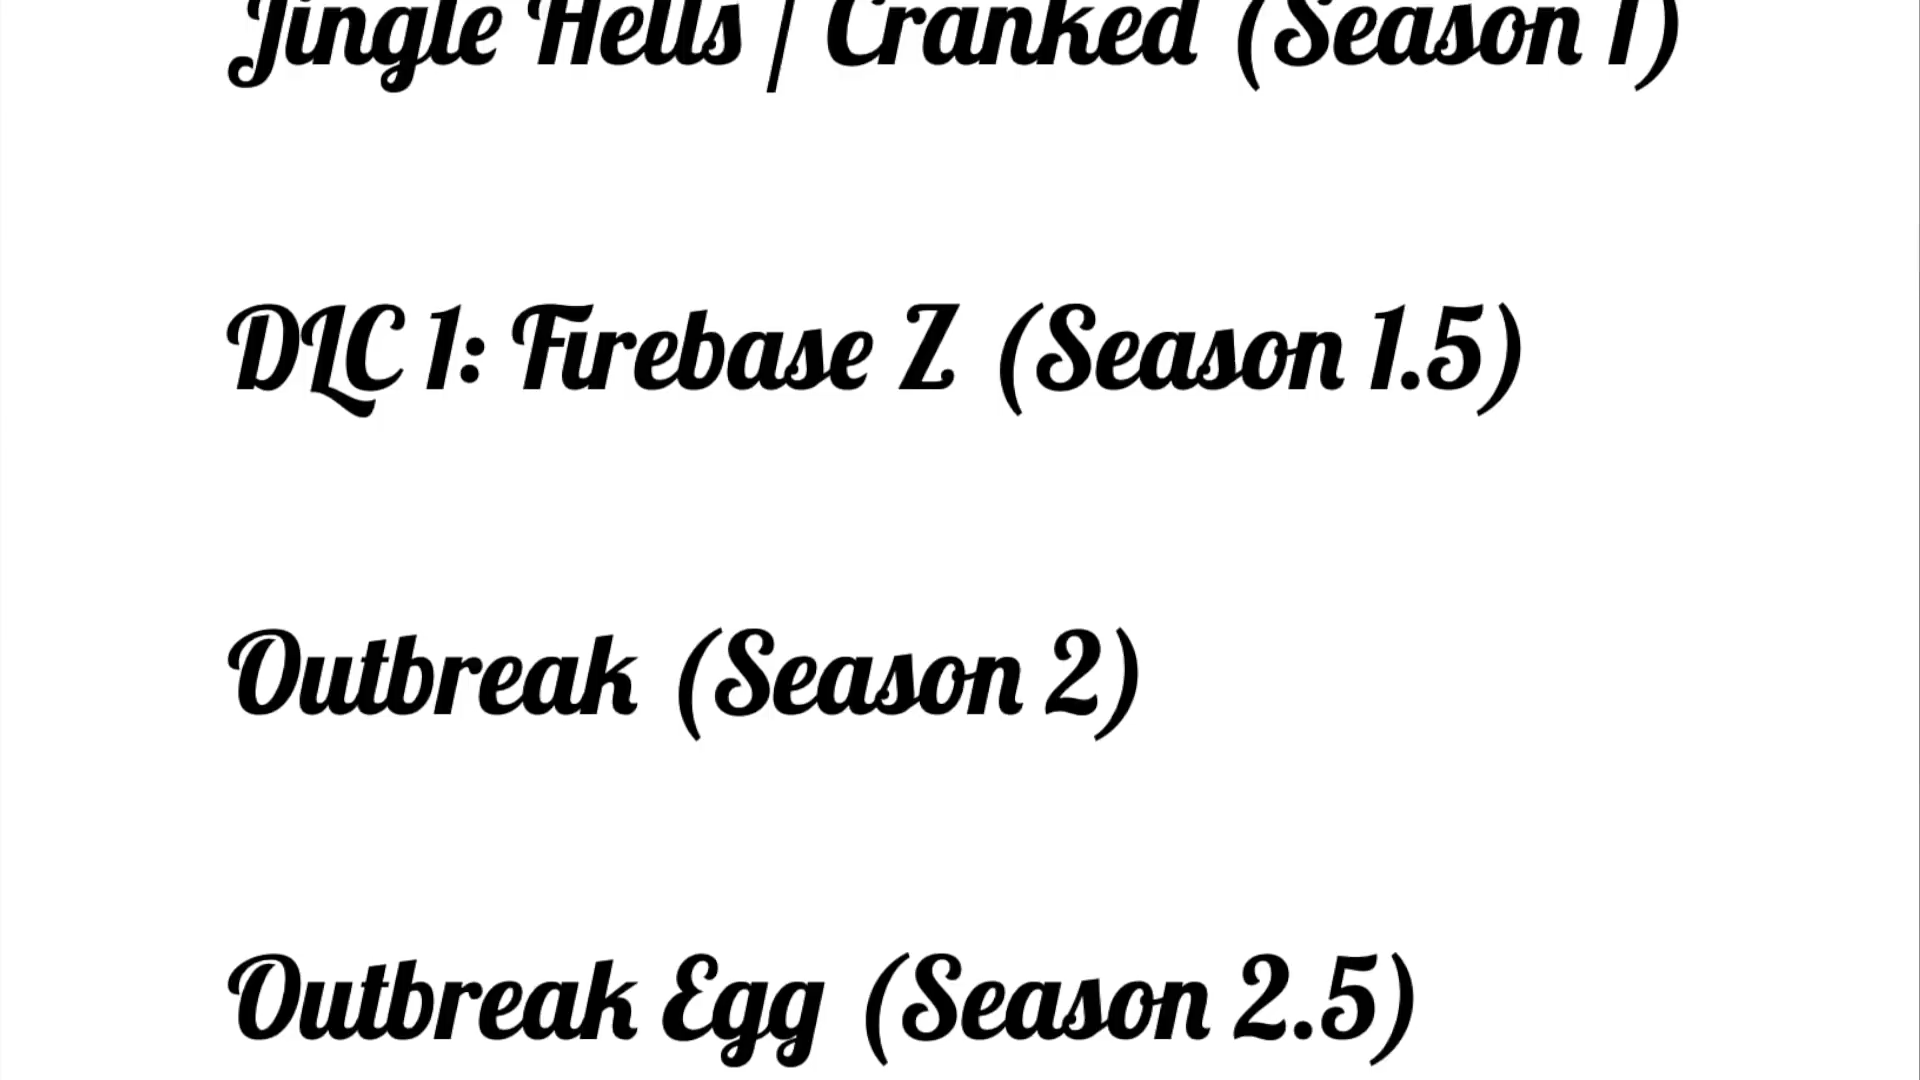 Jingle Hells / Cranked (Season 1)
DLC 1: Firebase Z (Season 1.5)
Outbreak (Season 2)
Outbreak Egg (Season 2.5)